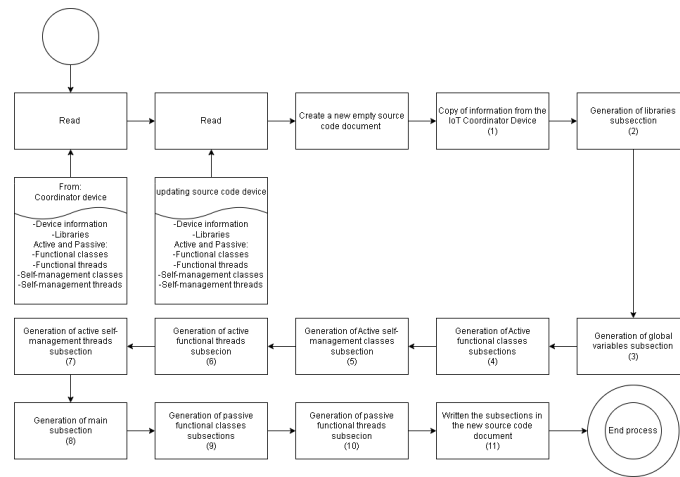 Read
Read
Create a new empty source
code document
Copy of information from the
IoT Coordinator Device
(1)
Generation of libraries
subsecction
(2)
From:
Coordinator device
-Device information
-Libraries
Active and Passive:
-Functional classes
-Functional threads
-Self-management classes
-Self-management threads
updating source code device
-Device information
-Libraries
Active and Passive:
-Functional classes
-Functional threads
-Self-management classes
-Self-management threads
Generation of active self-
management threads
subsection
(7)
Generation of active
functional threads
subsecion
(6)
Generation of Active self-
management classes
subsection
(5)
Generation of Active
functional classes
subsections
(4)
Generation of global
variables subsection
(3)
Generation of main
subsection
(8)
Generation of passive
functional classes
subsections
(9)
Generation of passive
functional threads
subsecion
(10)
Written the subsections in
the new source code
document
(11)
End process